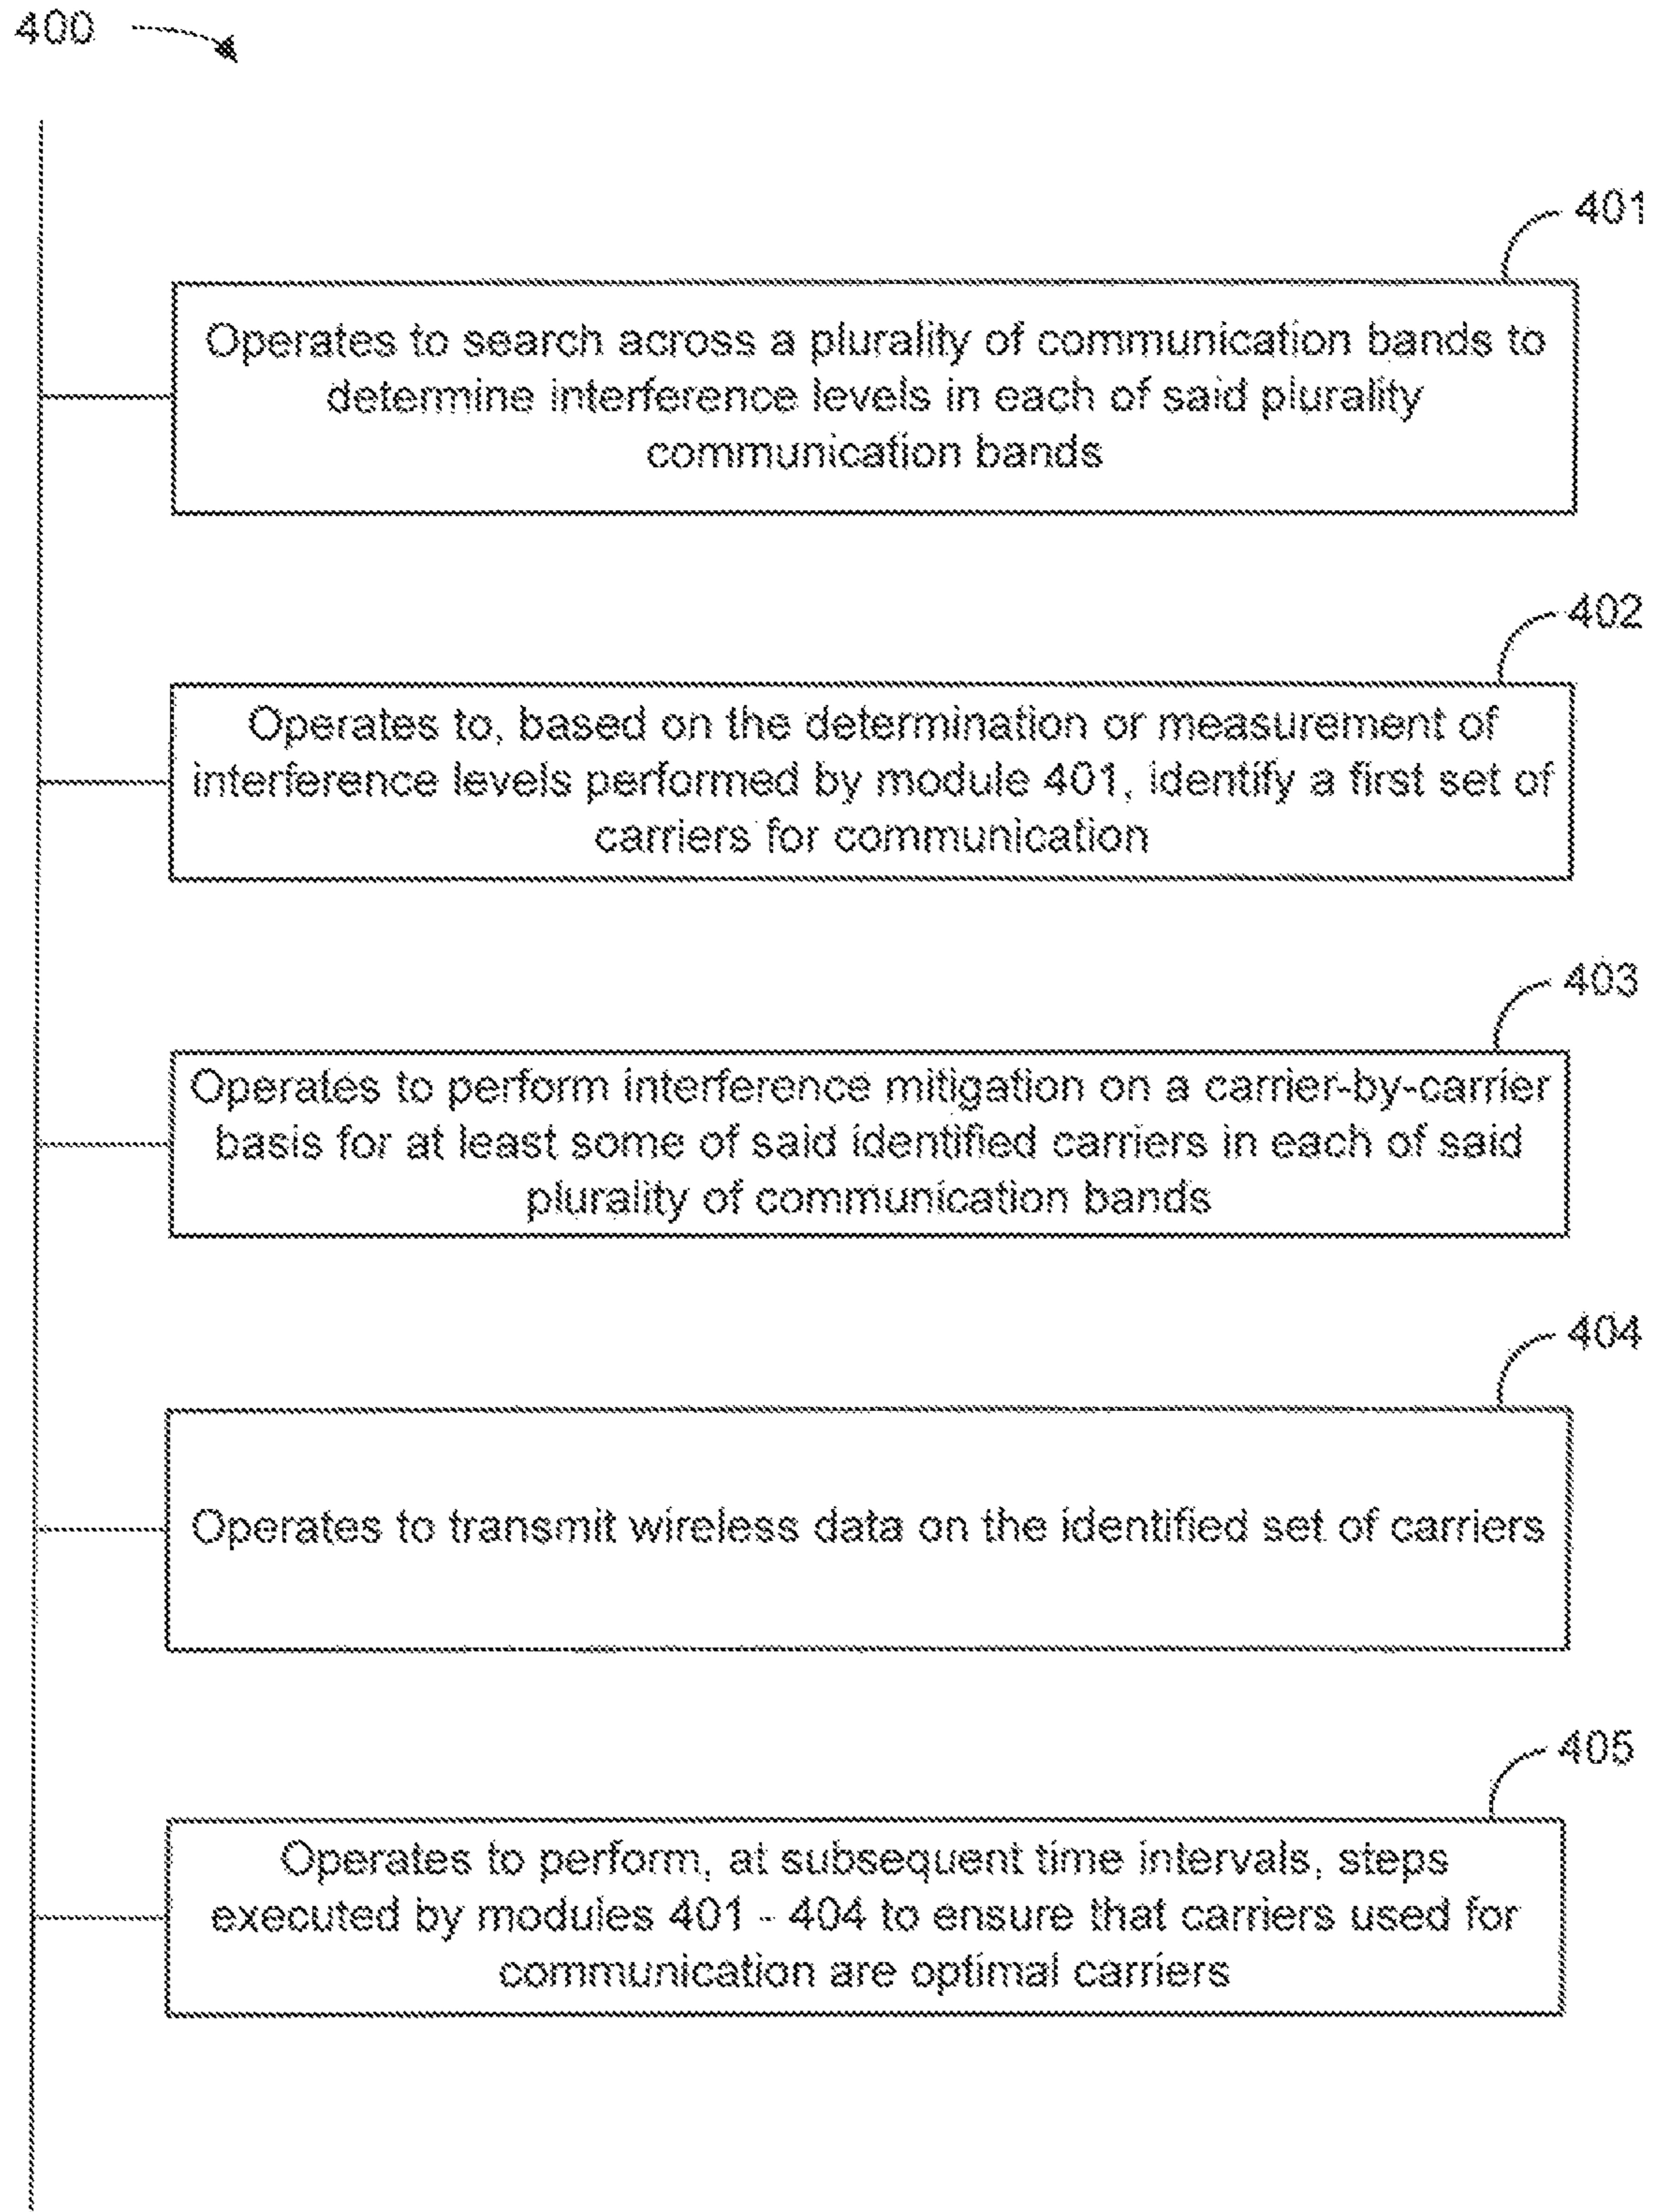 400
401
Operates to search across a plurality of communication bands to
determine interference levels in each of said plurality
communication bands
402
Operates to, based on the determination or measurement of
interference levels performed by module 401, identify a first set of
carriers for communication
403
Operates to perform interference mitigation on a carrier-by-carrier
basis for at least some of said identified carriers in each of said
plurality of communication bands
404
Operates to transmit wireless data on the identified set of carriers
405
Operates to perform, at subsequent time intervals, steps
executed by modules 401 - 404 to ensure that carriers used for
communication are optimal carriers